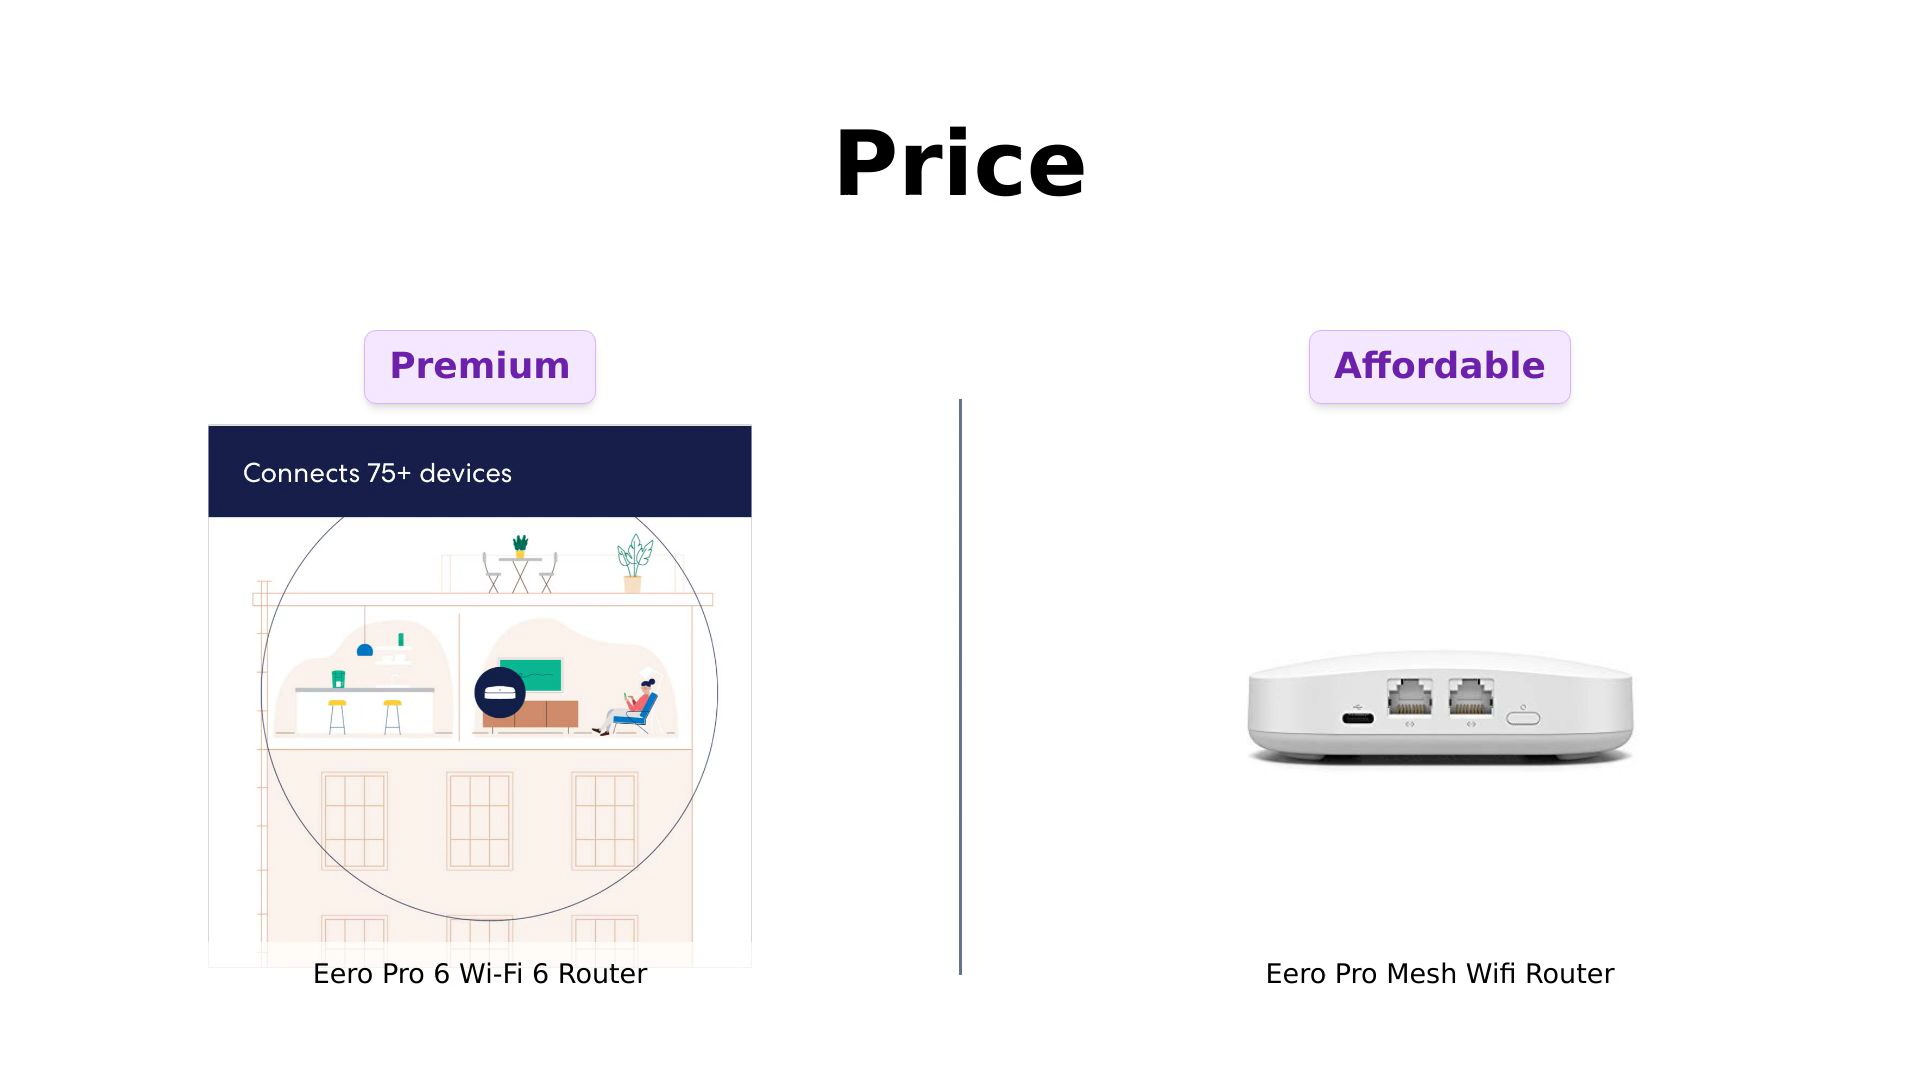 Price
Premium
Affordable
Connects 75+ devices
Eero Pro 6 Wi-Fi 6 Router
Eero Pro Mesh Wifi Router